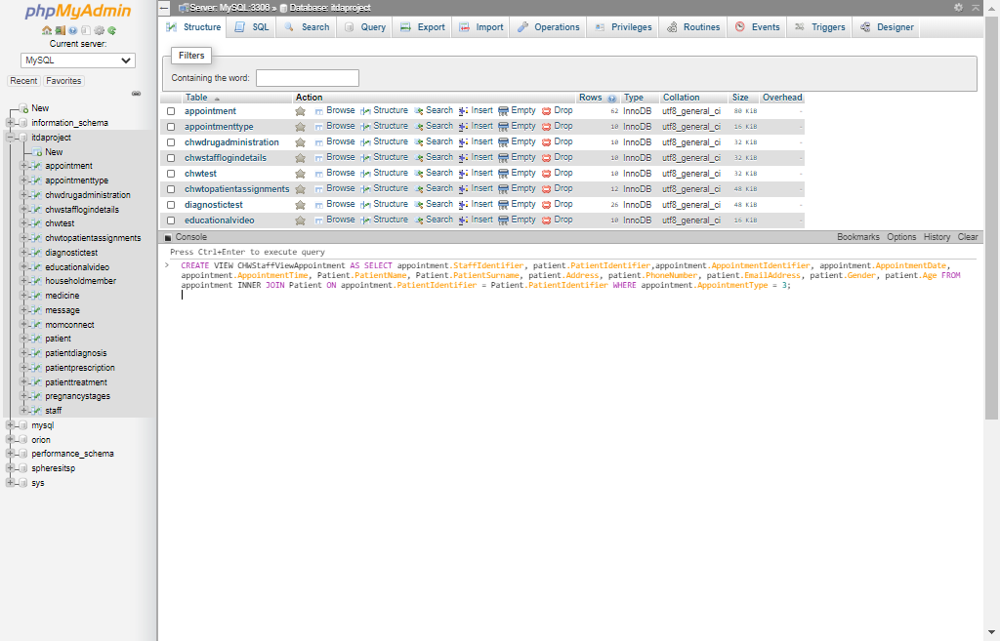 phpMyAdmin
Current server:
MySQL
Recent Favorites
New
information_schema
itdaproject
New
appointment
appointmenttype
chwdrugadministration
chwstafflogindetails
chwtest
chwtopatientassignments
diagnostictest
educationalvideo
householdmember
medicine
message
momconnect
patient
patientdiagnosis
patientprescription
patienttreatment
pregnancystages
staff
mysql
orion
performance_schema
spheresitsp
sys
Server: MySQL:3308 » Database: itdaproject
Structure SQL Search Query Export Import Operations Privileges Routines Events Triggers Designer
Filters
Containing the word:
Table Action Rows Type Collation Size Overhead
appointment Browse Structure Search Insert Empty Drop 62 InnoDB utf8_general_ci 80 KiB -
appointmenttype Browse Structure Search Insert Empty Drop 10 InnoDB utf8_general_ci 16 KiB -
chwdrugadministration Browse Structure Search Insert Empty Drop 10 InnoDB utf8_general_ci 32 KiB -
chwstafflogindetails Browse Structure Search Insert Empty Drop 10 InnoDB utf8_general_ci 32 KiB -
chwtest Browse Structure Search Insert Empty Drop 10 InnoDB utf8_general_ci 32 KiB -
chwtopatientassignments Browse Structure Search Insert Empty Drop 12 InnoDB utf8_general_ci 48 KiB -
diagnostictest Browse Structure Search Insert Empty Drop 26 InnoDB utf8_general_ci 48 KiB -
educationalvideo Browse Structure Search Insert Empty Drop 10 InnoDB utf8_general_ci 16 KiB -
Console Bookmarks Options History Clear
Press Ctrl+Enter to execute query
> CREATE VIEW CHWStaffViewAppointment AS SELECT appointment.StaffIdentifier, patient.PatientIdentifier,appointment.AppointmentIdentifier, appointment.AppointmentDate,
appointment.AppointmentTime, Patient.PatientName, Patient.PatientSurname, patient.Address, patient.PhoneNumber, patient.EmailAddress, patient.Gender, patient.Age FROM
appointment INNER JOIN Patient ON appointment.PatientIdentifier = Patient.PatientIdentifier WHERE appointment.AppointmentType = 3;